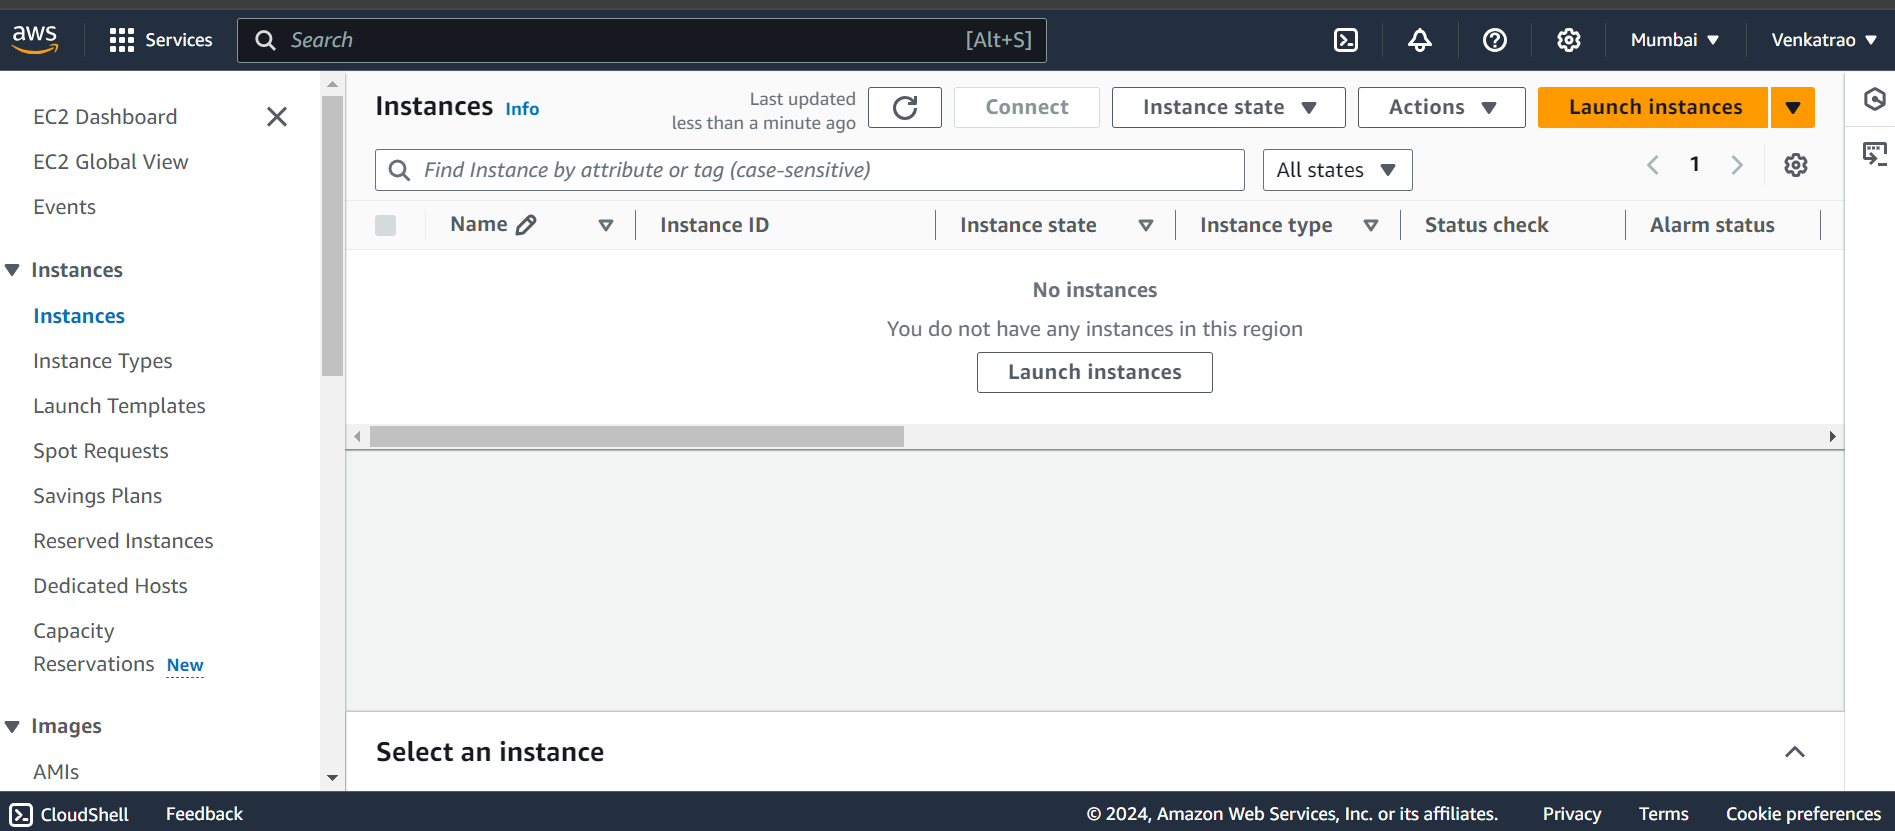 aws
Services
Search
[Alt+S]
Mumbai
Venkatrao
EC2 Dashboard
EC2 Global View
Events
Instances
Instances
Instance Types
Launch Templates
Spot Requests
Savings Plans
Reserved Instances
Dedicated Hosts
Capacity
Reservations New
Images
AMIs
Instances Info
Last updated
less than a minute ago
Connect
Instance state
Actions
Launch instances
Find Instance by attribute or tag (case-sensitive)
All states
1
Name
Instance ID
Instance state
Instance type
Status check
Alarm status
No instances
You do not have any instances in this region
Launch instances
Select an instance
CloudShell
Feedback
© 2024, Amazon Web Services, Inc. or its affiliates.
Privacy
Terms
Cookie preferences